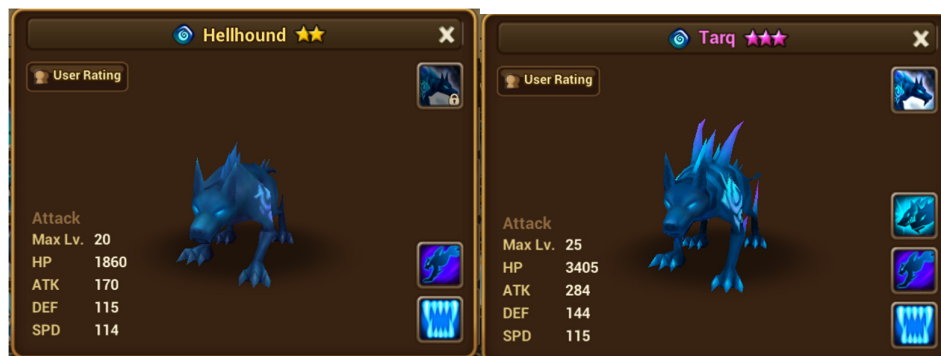 Hellhound
User Rating
Attack
Max Lv. 20
HP 1860
ATK 170
DEF 115
SPD 114
Tarq
User Rating
Attack
Max Lv. 25
HP 3405
ATK 284
DEF 144
SPD 115